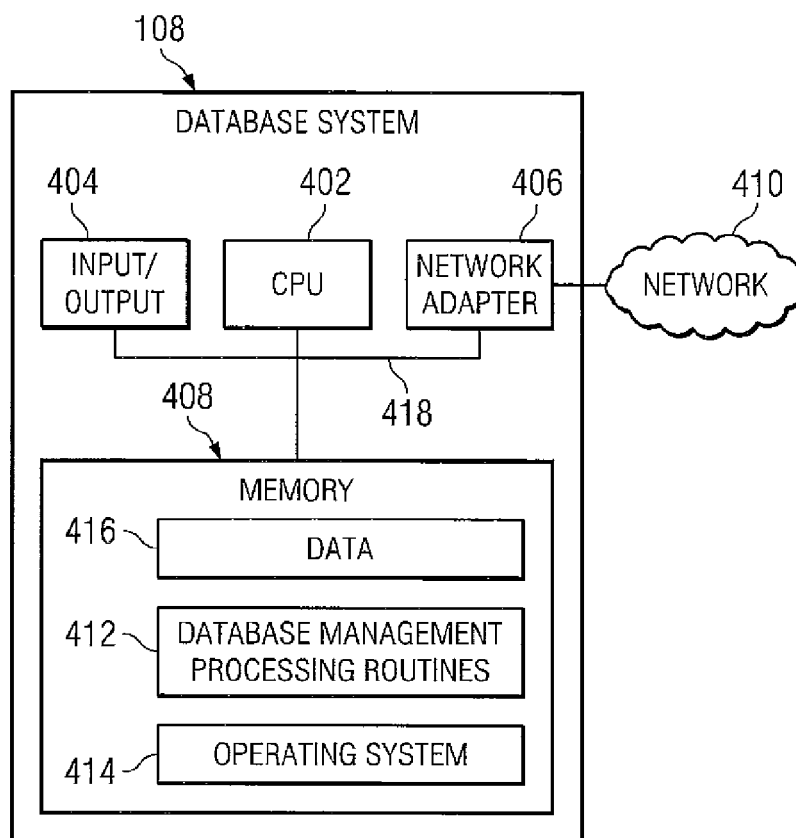 108
DATABASE SYSTEM
404
402
406
410
INPUT/
OUTPUT
CPU
NETWORK
ADAPTER
NETWORK
408
418
MEMORY
416
DATA
412
DATABASE MANAGEMENT
PROCESSING ROUTINES
414
OPERATING SYSTEM